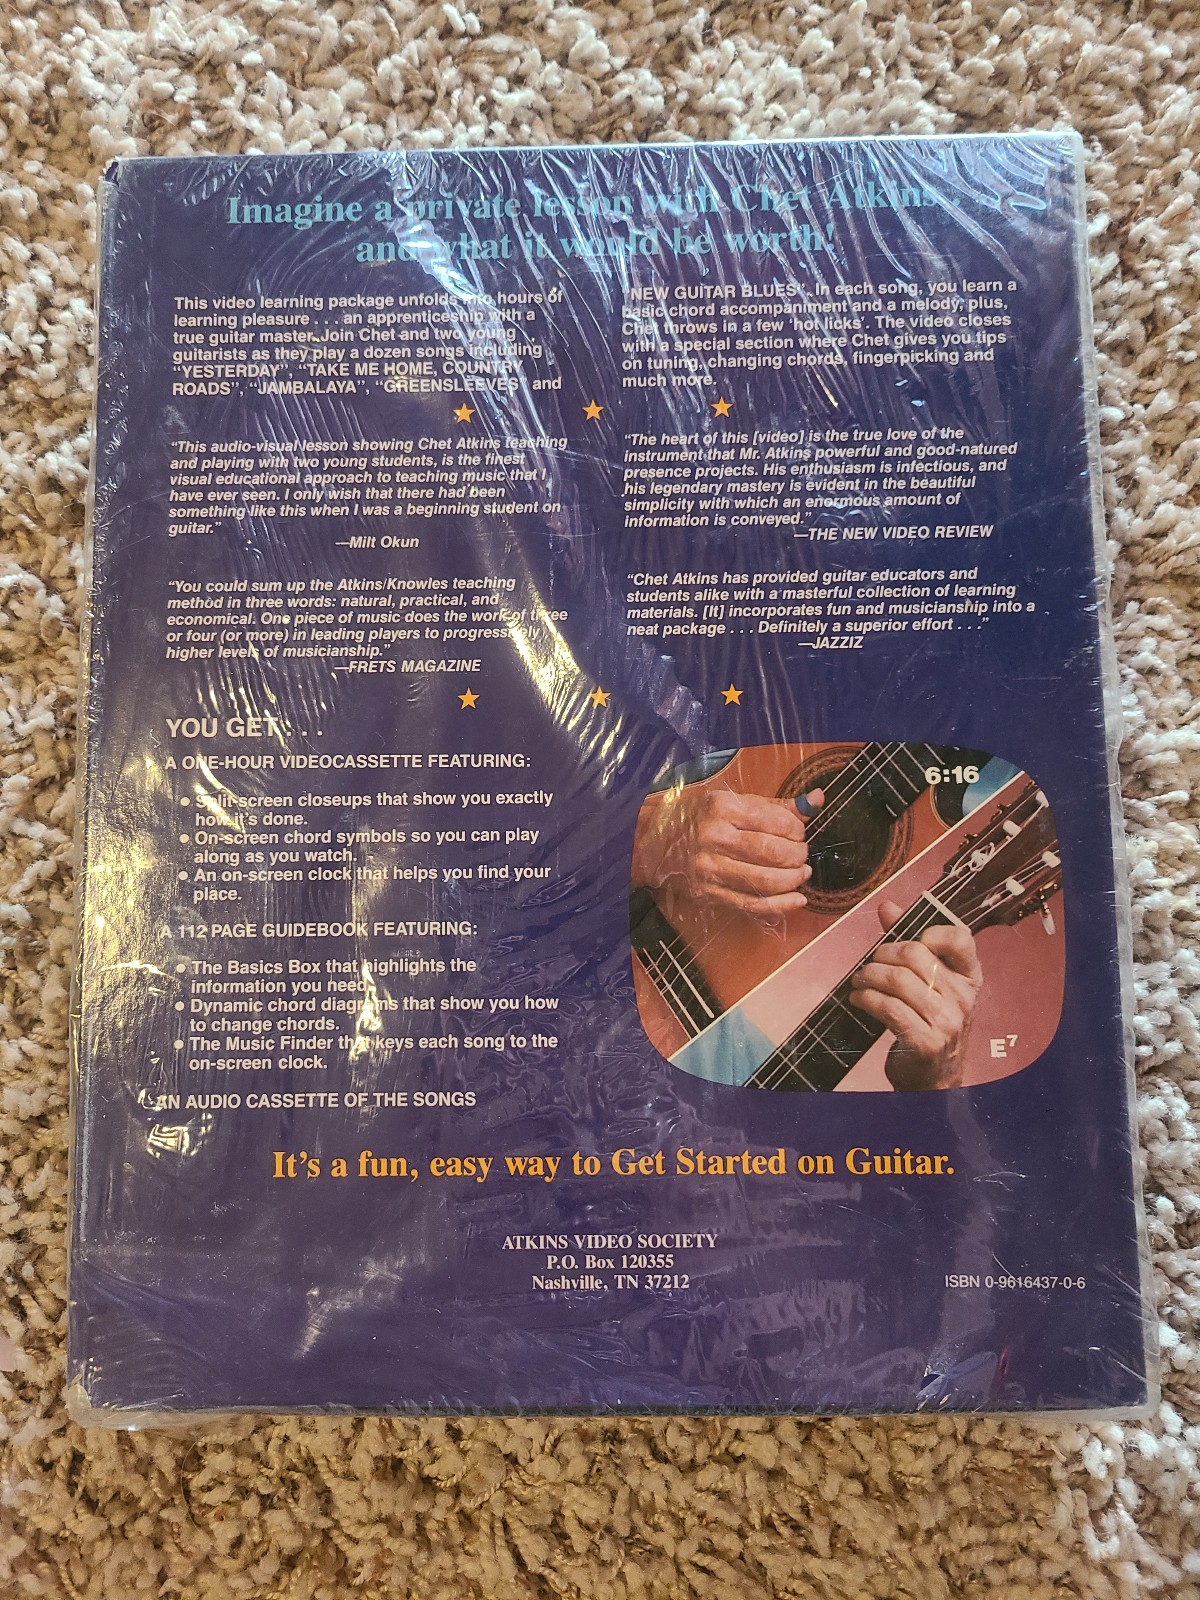 Imagine a private lesson with Chet Atkins . . .
and what it would be worth!
This video learning package unfolds into hours of
learning pleasure . . . an apprenticeship with a
true guitar master. Join Chet and two young
guitarists as they play a dozen songs including
“YESTERDAY”, “TAKE ME HOME, COUNTRY
ROADS”, “JAMBALAYA”, “GREENSLEEVES” and
“NEW GUITAR BLUES”. In each song, you learn a
basic chord accompaniment and a melody; plus,
Chet throws in a few ‘hot licks’. The video closes
with a special section where Chet gives you tips
on tuning, changing chords, fingerpicking and
much more.
“This audio-visual lesson showing Chet Atkins teaching
and playing with two young students, is the finest
visual educational approach to teaching music that I
have ever seen. I only wish that there had been
something like this when I was a beginning student on
guitar.”
—Milt Okun
“The heart of this [video] is the true love of the
instrument that Mr. Atkins powerful and good-natured
presence projects. His enthusiasm is infectious, and
his legendary mastery is evident in the beautiful
simplicity with which an enormous amount of
information is conveyed.”
—THE NEW VIDEO REVIEW
“You could sum up the Atkins/Knowles teaching
method in three words: natural, practical, and
economical. One piece of music does the work of three
or four (or more) in leading players to progressively
higher levels of musicianship.”
—FRETS MAGAZINE
“Chet Atkins has provided guitar educators and
students alike with a masterful collection of learning
materials. [It] incorporates fun and musicianship into a
neat package . . . Definitely a superior effort . . .”
—JAZZIZ
YOU GET . . .
A ONE-HOUR VIDEOCASSETTE FEATURING:
● Split-screen closeups that show you exactly
how it’s done.
● On-screen chord symbols so you can play
along as you watch.
● An on-screen clock that helps you find your
place.
A 112 PAGE GUIDEBOOK FEATURING:
● The Basics Box that highlights the
information you need.
● Dynamic chord diagrams that show you how
to change chords.
● The Music Finder that keys each song to the
on-screen clock.
AN AUDIO CASSETTE OF THE SONGS
6:16
E7
It’s a fun, easy way to Get Started on Guitar.
ATKINS VIDEO SOCIETY
P.O. Box 120355
Nashville, TN 37212
ISBN 0-9616437-0-6